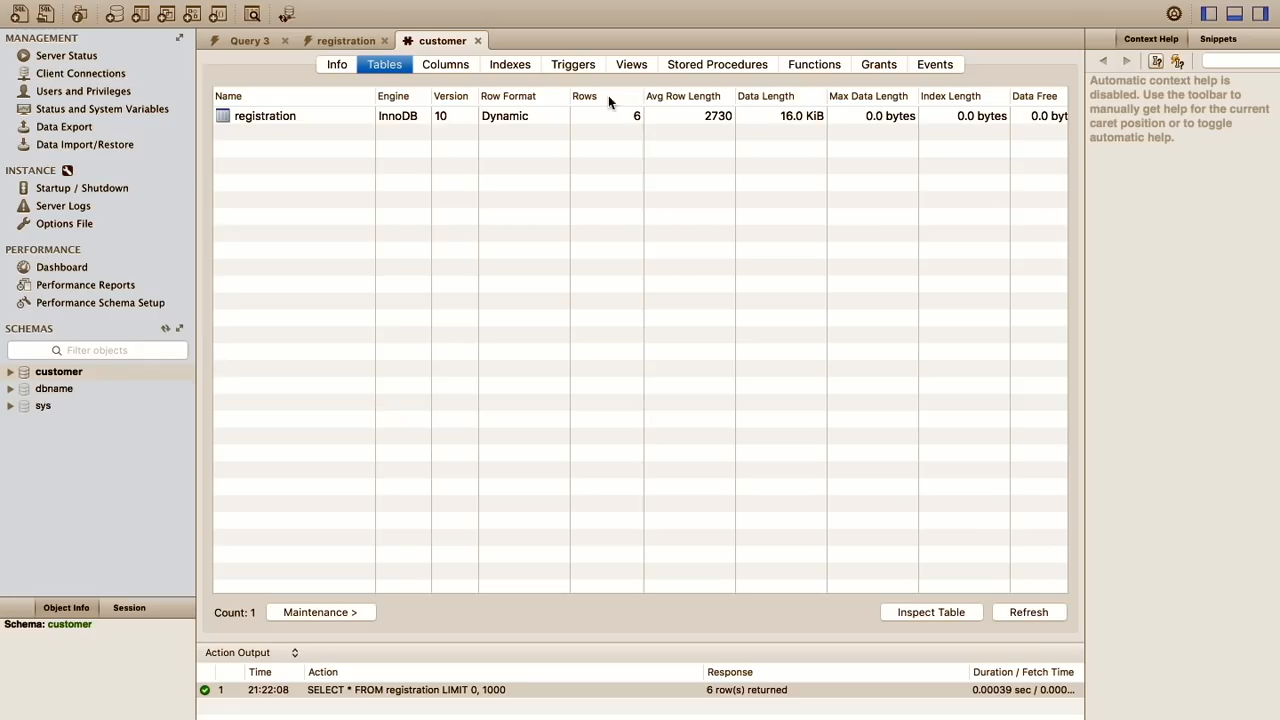 Query 3
registration
customer
Context Help
Snippets
MANAGEMENT
Server Status
Client Connections
Users and Privileges
Status and System Variables
Data Export
Data Import/Restore
INSTANCE
Startup / Shutdown
Server Logs
Options File
PERFORMANCE
Dashboard
Performance Reports
Performance Schema Setup
SCHEMAS
Filter objects
customer
dbname
sys
Object Info Session
Schema: customer
Info Tables Columns Indexes Triggers Views Stored Procedures Functions Grants Events
Name Engine Version Row Format Rows Avg Row Length Data Length Max Data Length Index Length Data Free
registration InnoDB 10 Dynamic 6 2730 16.0 KiB 0.0 bytes 0.0 bytes 0.0 byt
Count: 1 Maintenance > Inspect Table Refresh
Action Output
Time Action Response Duration / Fetch Time
1 21:22:08 SELECT * FROM registration LIMIT 0, 1000 6 row(s) returned 0.00039 sec / 0.000...
Automatic context help is
disabled. Use the toolbar to
manually get help for the current
caret position or to toggle
automatic help.